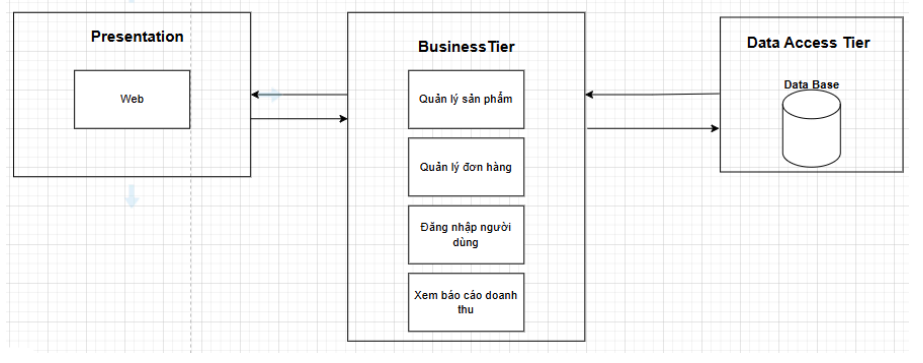 Presentation
Web
BusinessTier
Quản lý sản phẩm
Quản lý đơn hàng
Đăng nhập người
dùng
Xem báo cáo doanh
thu
Data Access Tier
Data Base